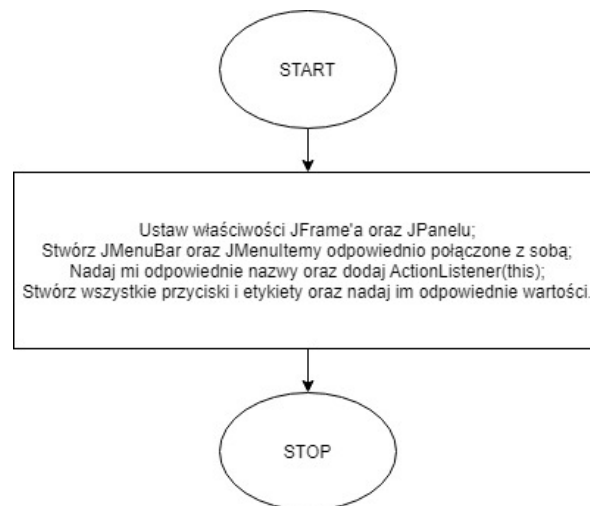 START
Ustaw właściwości JFrame'a oraz JPanelu;
Stwórz JMenuBar oraz JMenuItemy odpowiednio połączone z sobą;
Nadaj mi odpowiednie nazwy oraz dodaj ActionListener(this);
Stwórz wszystkie przyciski i etykiety oraz nadaj im odpowiednie wartości.
STOP